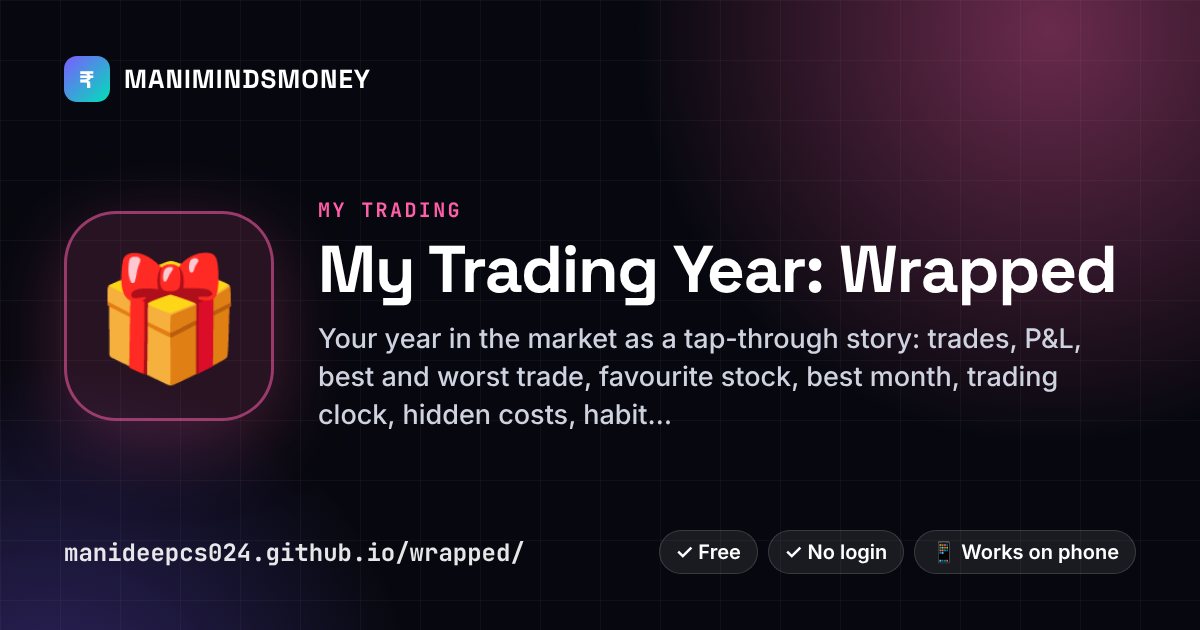 ₹ MANIMINDSMONEY
MY TRADING
My Trading Year: Wrapped
Your year in the market as a tap-through story: trades, P&L,
best and worst trade, favourite stock, best month, trading
clock, hidden costs, habit...
manideepcs024.github.io/wrapped/
✓ Free
✓ No login
Works on phone